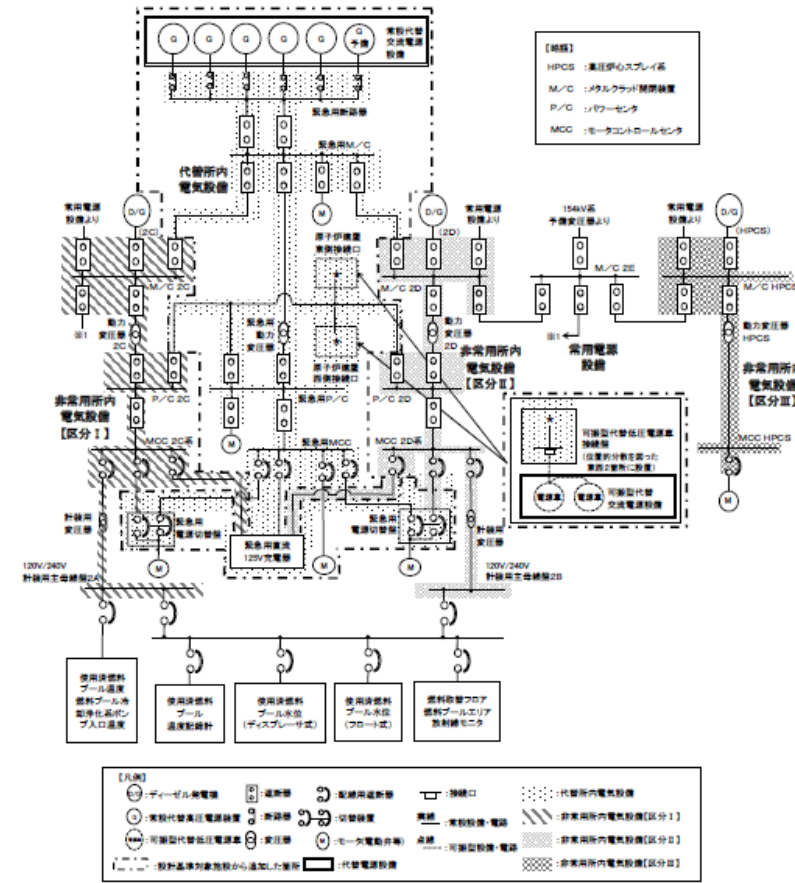 G
G
G
G
G
G
予備
常設代替
交流電源
設備
【略語】
HPCS :高圧炉心スプレイ系
M/C :メタルクラッド開閉装置
P/C :パワーセンタ
MCC :モータコントロールセンタ
緊急用断路器
緊急用M/C
代替所内
電気設備
M
常用電源
設備より
D/G
(2C)
D/G
(2D)
常用電源
設備より
154kV系
予備変圧器より
常用電源
設備より
D/G
(HPCS)
原子炉建屋
東側接続口
M/C 2C
M/C 2D
M/C 2E
M/C HPCS
※1
動力
変圧器
2C
緊急用
動力
変圧器
原子炉建屋
西側接続口
動力
変圧器
2D
※1
常用電源
設備
動力変圧器
HPCS
非常用所内
電気設備
【区分Ⅱ】
非常用所内
電気設備
【区分Ⅲ】
P/C 2C
緊急用P/C
P/C 2D
非常用所内
電気設備
【区分Ⅰ】
M
MCC 2C系
緊急用MCC
MCC 2D系
MCC HPCS
M
可搬型代替低圧電源車
接続盤
(位置的分散を図った
東西2箇所に設置)
電源車
電源車
可搬型代替
交流電源設備
計装用
変圧器
緊急用
電源切替盤
緊急用直流
125V充電器
緊急用
電源切替盤
計装用
変圧器
M
M
M
120V/240V
計装用主母線盤2A
120V/240V
計装用主母線盤2B
使用済燃料
プール温度
燃料プール冷
却浄化系ポン
プ入口温度
使用済燃料
プール
温度記録計
使用済燃料
プール水位
(ディスプレーサ式)
使用済燃料
プール水位
(フロート式)
燃料取替フロア
燃料プールエリア
放射線モニタ
【凡例】
D/G :ディーゼル発電機
:遮断器
:配線用遮断器
:接続口
:代替所内電気設備
G :常設代替高圧電源装置
:断路器
:切替装置
実線 :常設設備・電路
:非常用所内電気設備【区分Ⅰ】
:可搬型代替低圧電源車
:変圧器
M :モータ(電動弁等)
点線 :可搬型設備・電路
:非常用所内電気設備【区分Ⅱ】
:設計基準対象施設から追加した箇所
:代替電源設備
:非常用所内電気設備【区分Ⅲ】